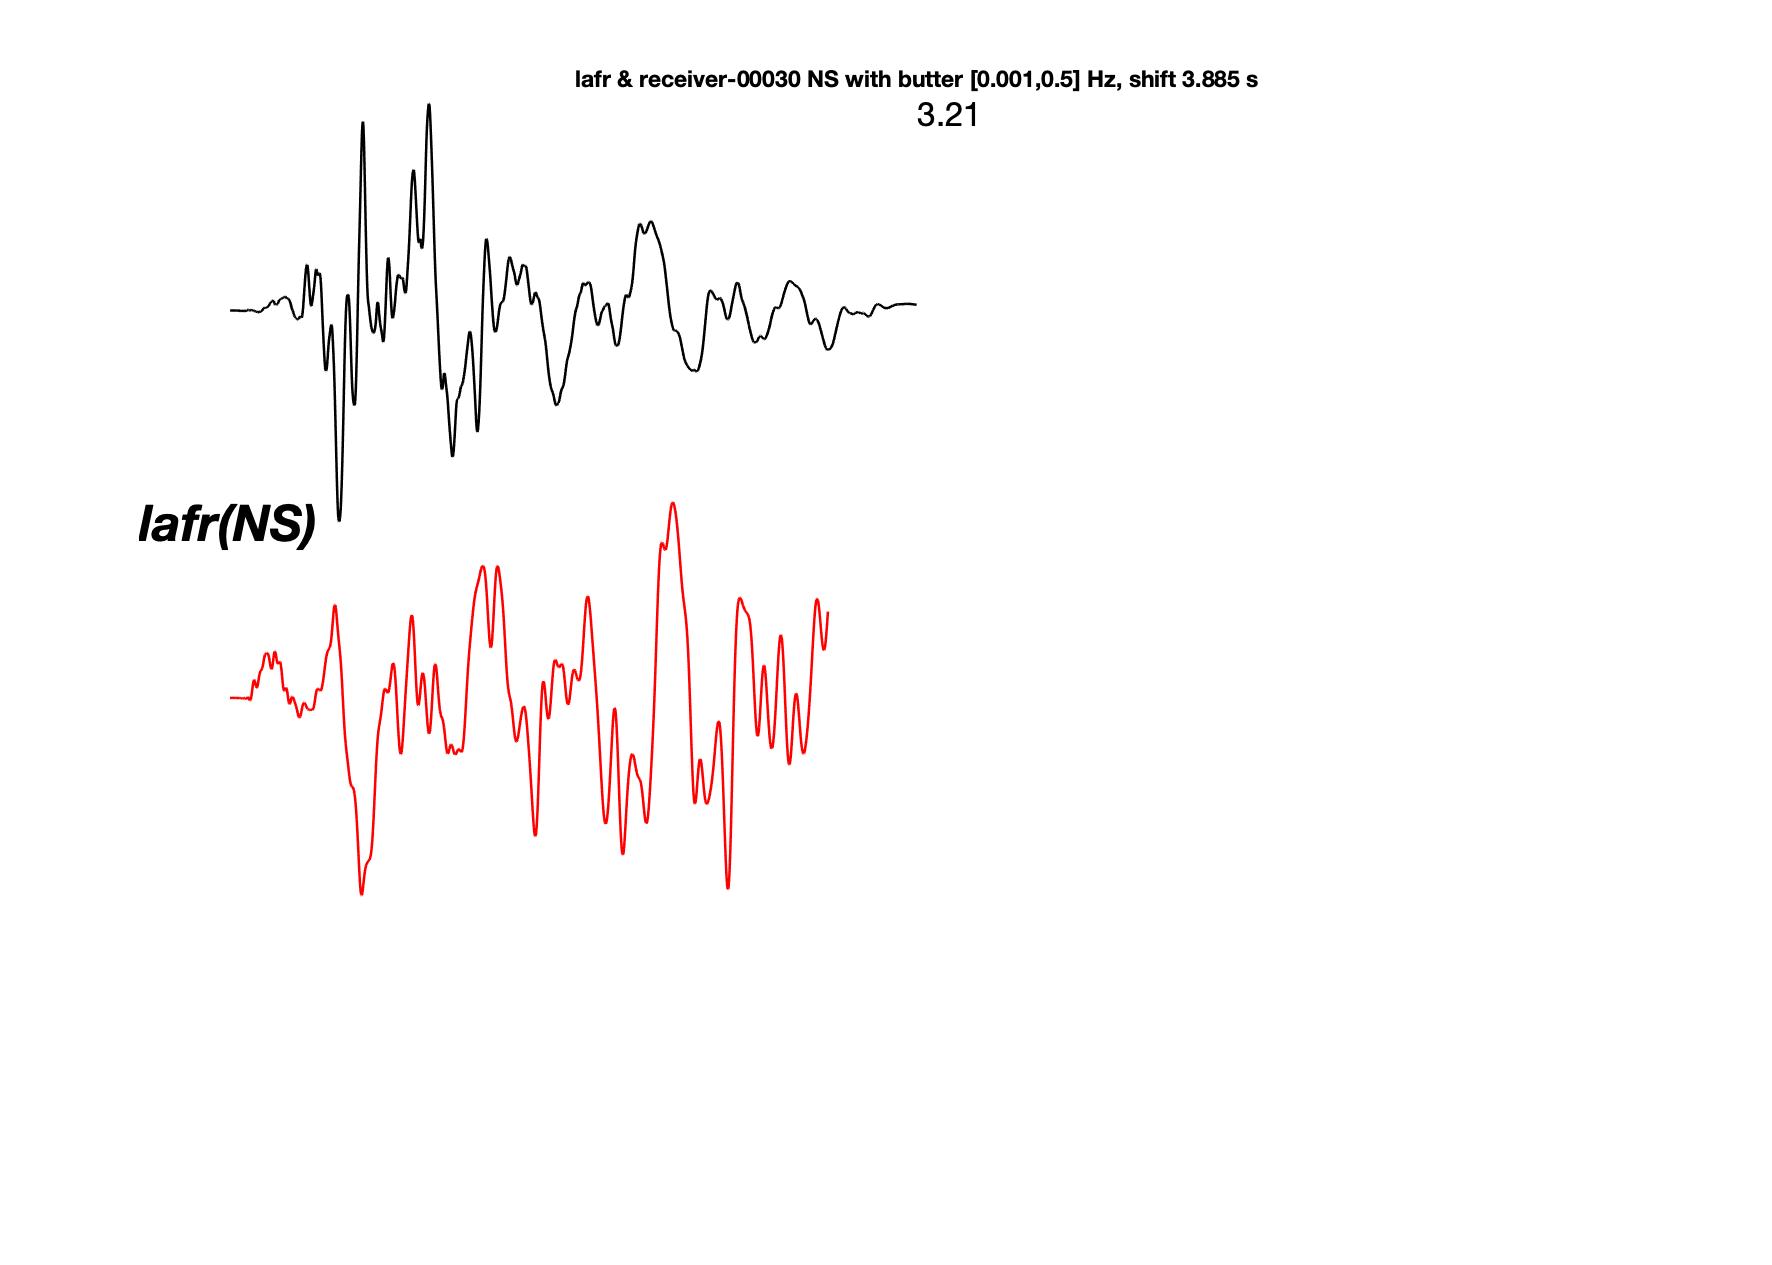 lafr & receiver-00030 NS with butter [0.001,0.5] Hz, shift 3.885 s
3.21
lafr(NS)